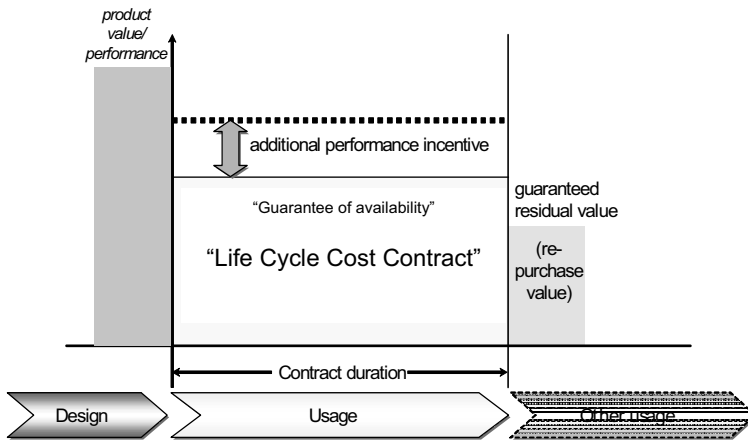 product
value/
performance
additional performance incentive
“Guarantee of availability”
“Life Cycle Cost Contract”
guaranteed
residual value
(re-
purchase
value)
Contract duration
Design
Usage
Other usage